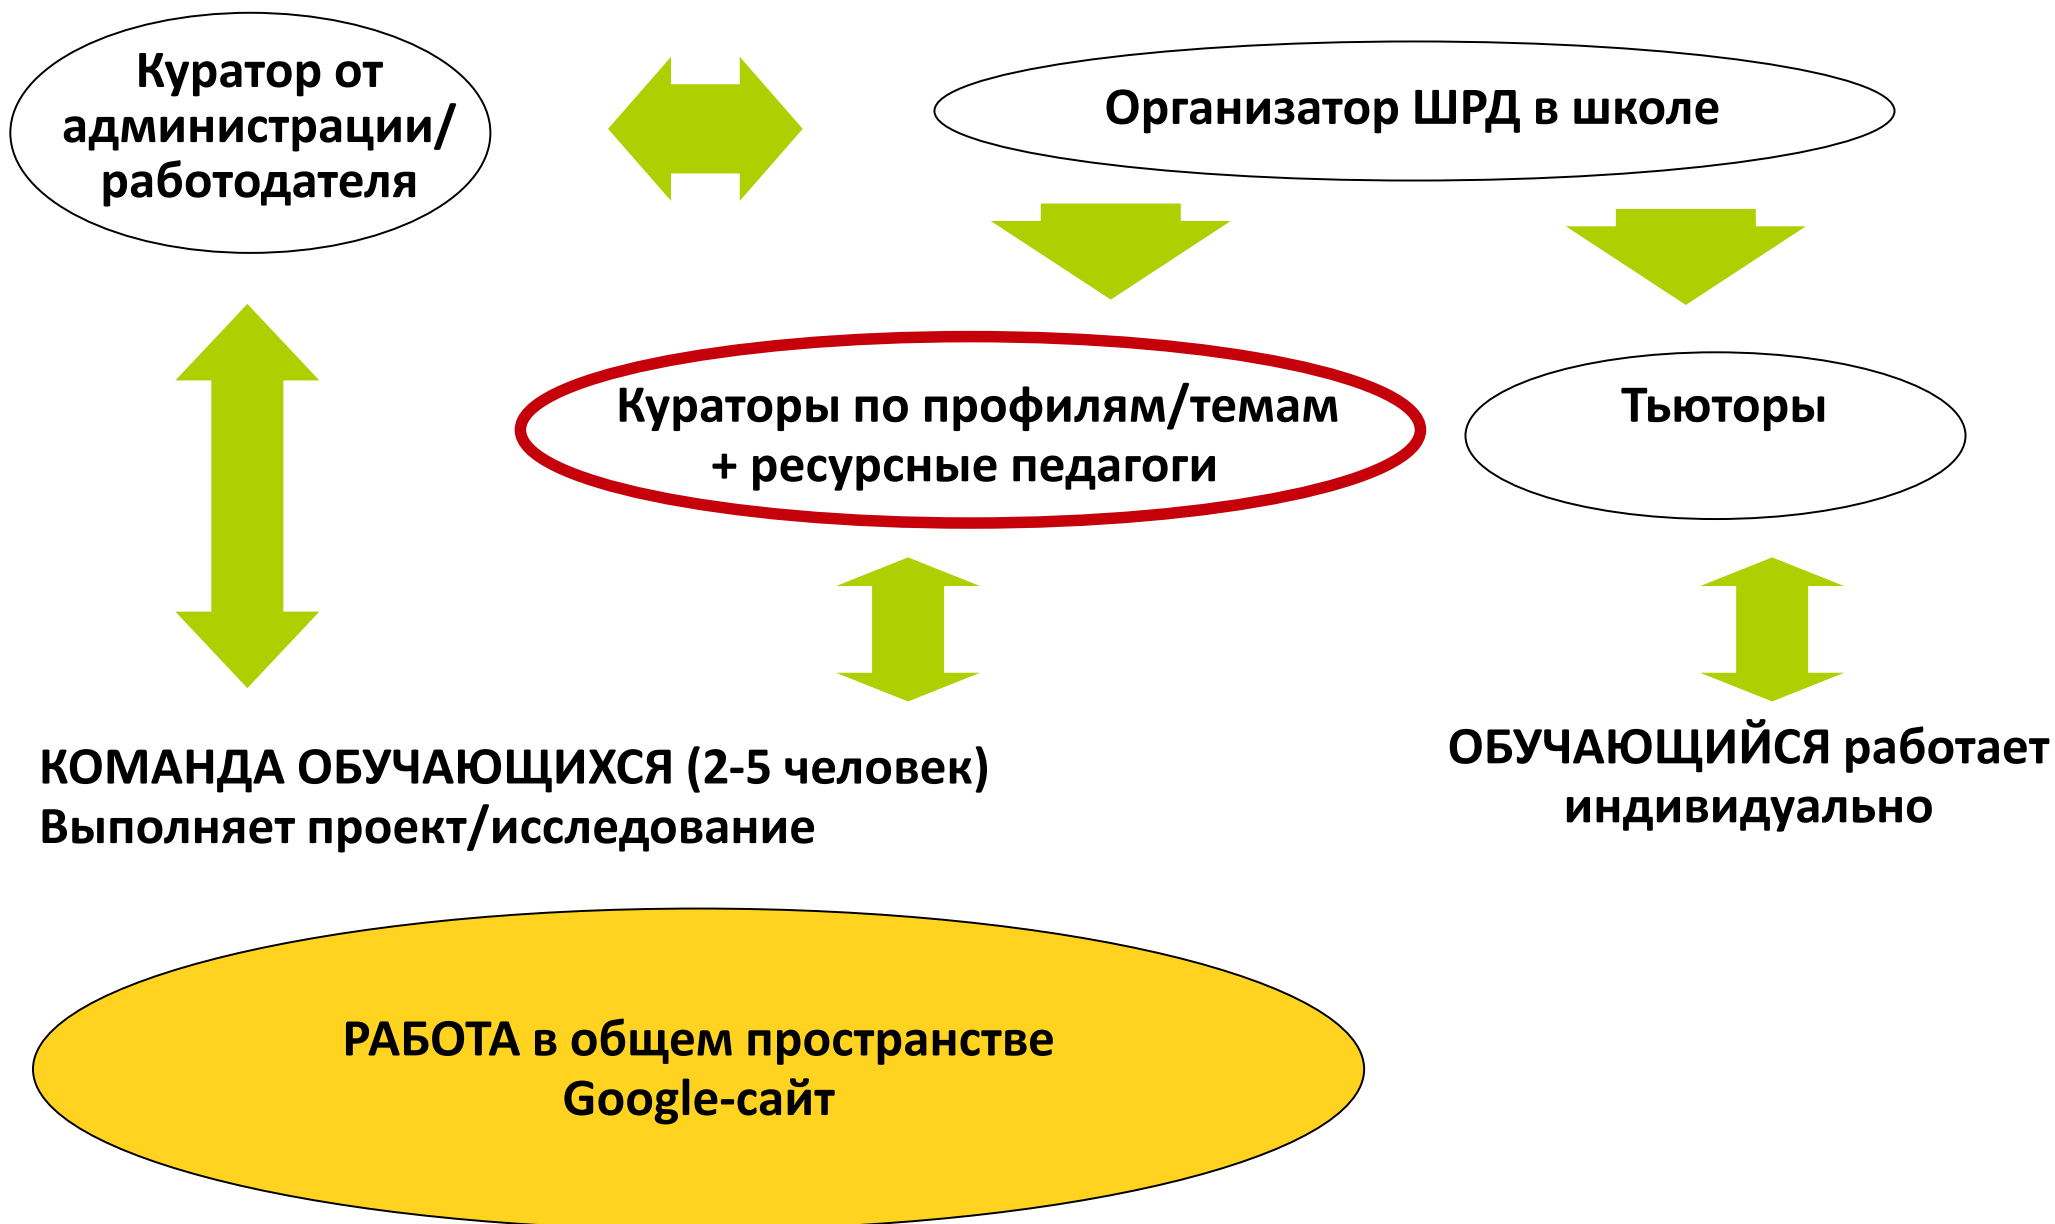 Куратор от
администрации/
работодателя
Организатор ШРД в школе
Кураторы по профилям/темам
+ ресурсные педагоги
Тьюторы
КОМАНДА ОБУЧАЮЩИХСЯ (2-5 человек)
Выполняет проект/исследование
ОБУЧАЮЩИЙСЯ работает
индивидуально
РАБОТА в общем пространстве
Google-сайт